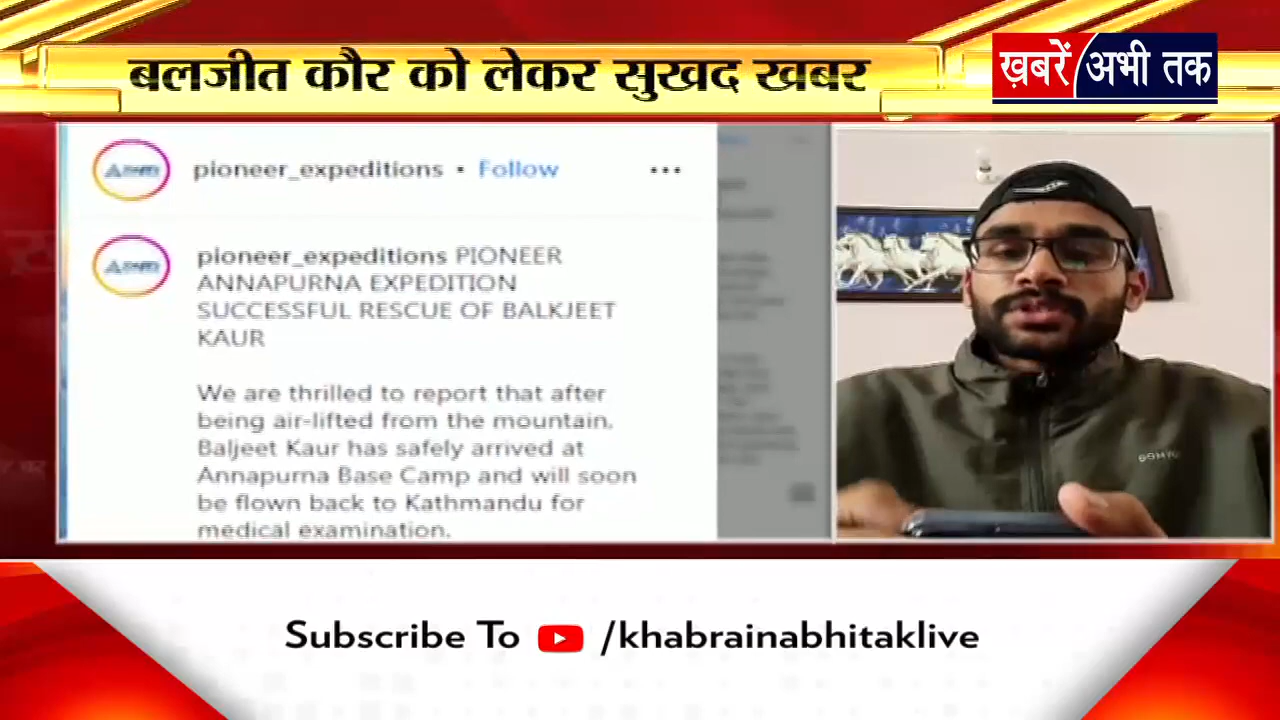 बलजीत कौर को लेकर सुखद खबर
ख़बरें अभी तक
pioneer_expeditions • Follow
pioneer_expeditions PIONEER
ANNAPURNA EXPEDITION
SUCCESSFUL RESCUE OF BALKJEET
KAUR
We are thrilled to report that after
being air-lifted from the mountain.
Baljeet Kaur has safely arrived at
Annapurna Base Camp and will soon
be flown back to Kathmandu for
medical examination.
Subscribe To /khabrainabhitaklive